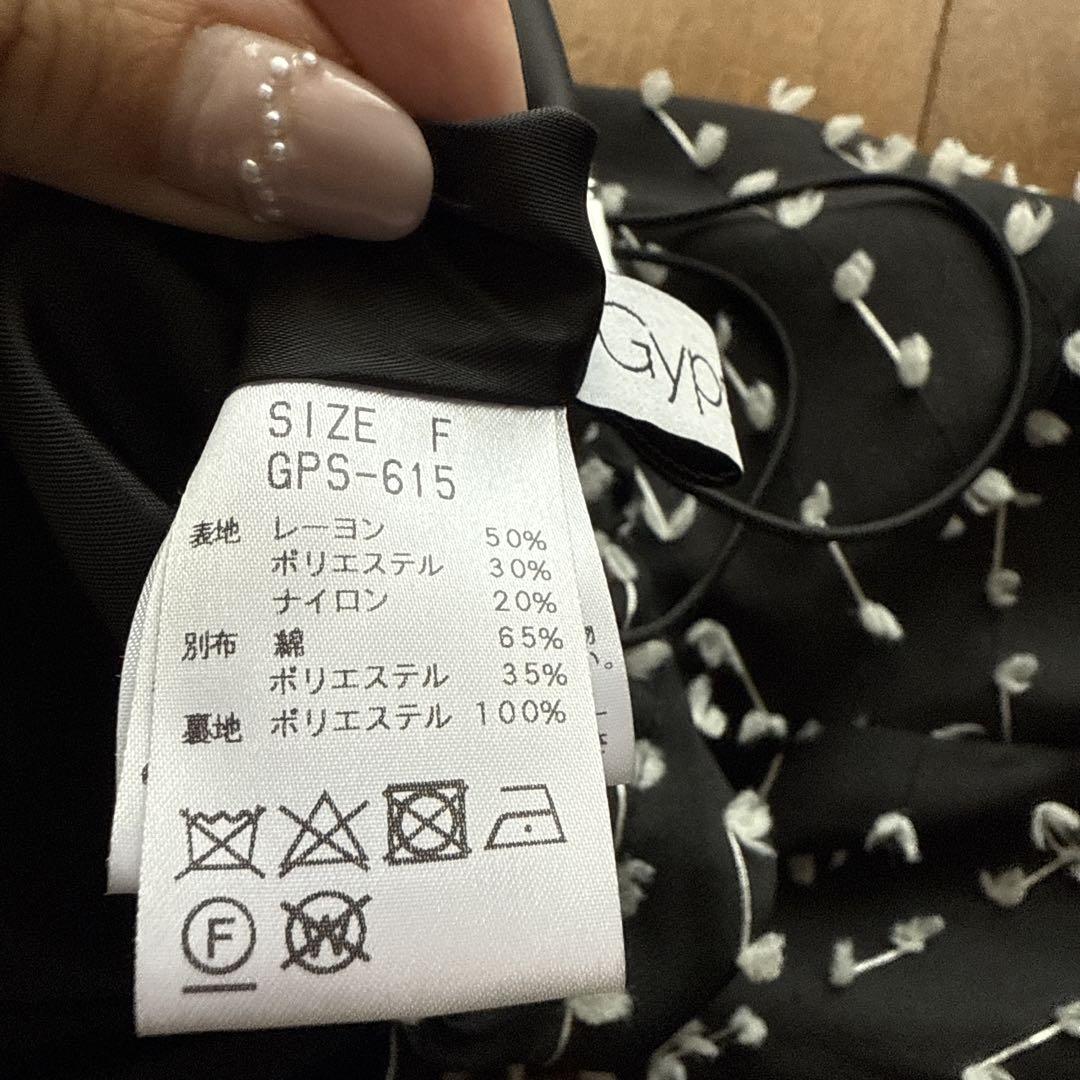 Gyp
SIZE F
GPS-615
表地 レーヨン 50%
ポリエステル 30%
ナイロン 20%
別布 綿 65%
ポリエステル 35%
裏地 ポリエステル 100%
F
W